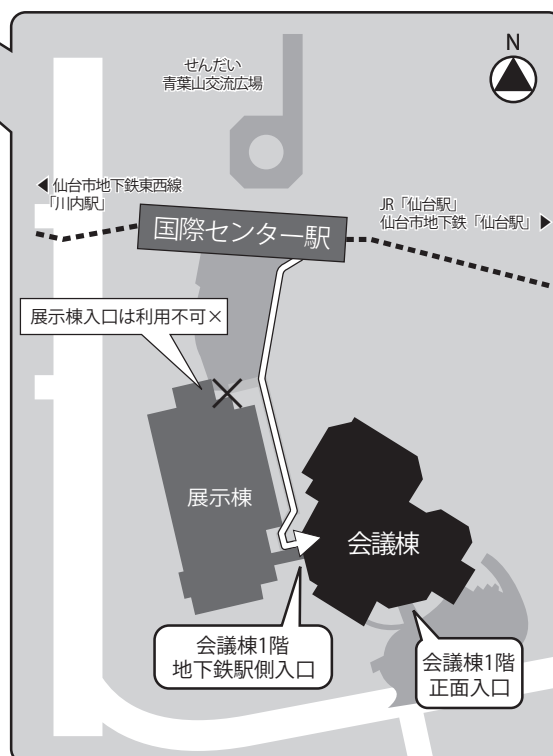 せんだい
青葉山交流広場
N
◀仙台市地下鉄東西線
「川内駅」
JR「仙台駅」
仙台市地下鉄「仙台駅」▶
国際センター駅
展示棟入口は利用不可×
展示棟
会議棟
会議棟1階
地下鉄駅側入口
会議棟1階
正面入口